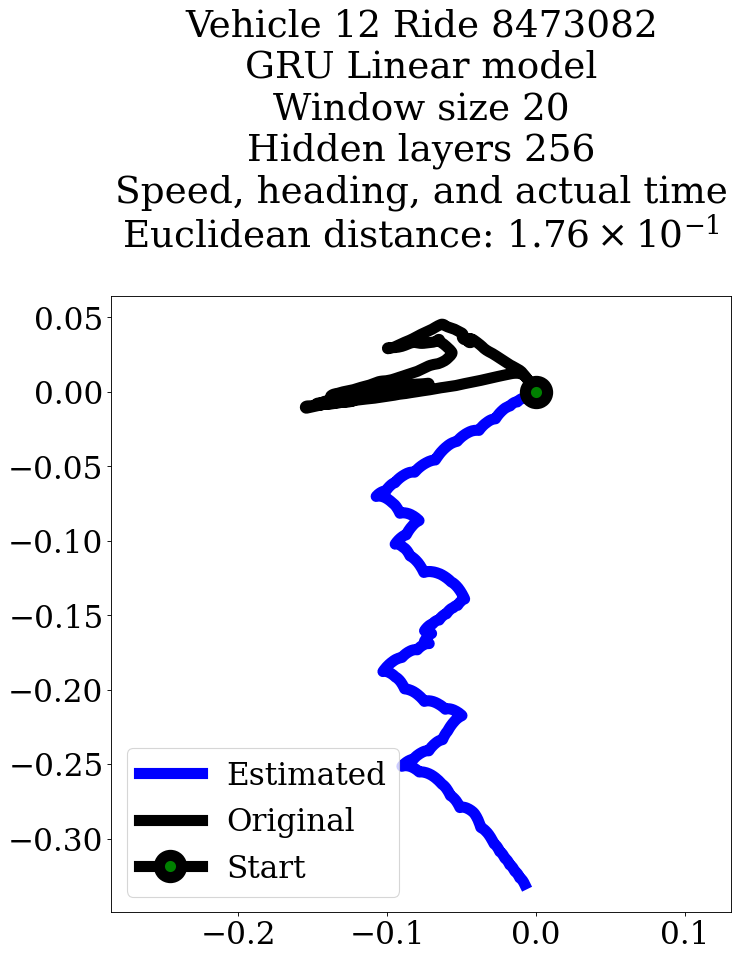 Vehicle 12 Ride 8473082
GRU Linear model
Window size 20
Hidden layers 256
Speed, heading, and actual time
Euclidean distance: 1.76 × 10⁻¹
0.05
0.00
−0.05
−0.10
−0.15
−0.20
−0.25
−0.30
Estimated
Original
Start
−0.2
−0.1
0.0
0.1